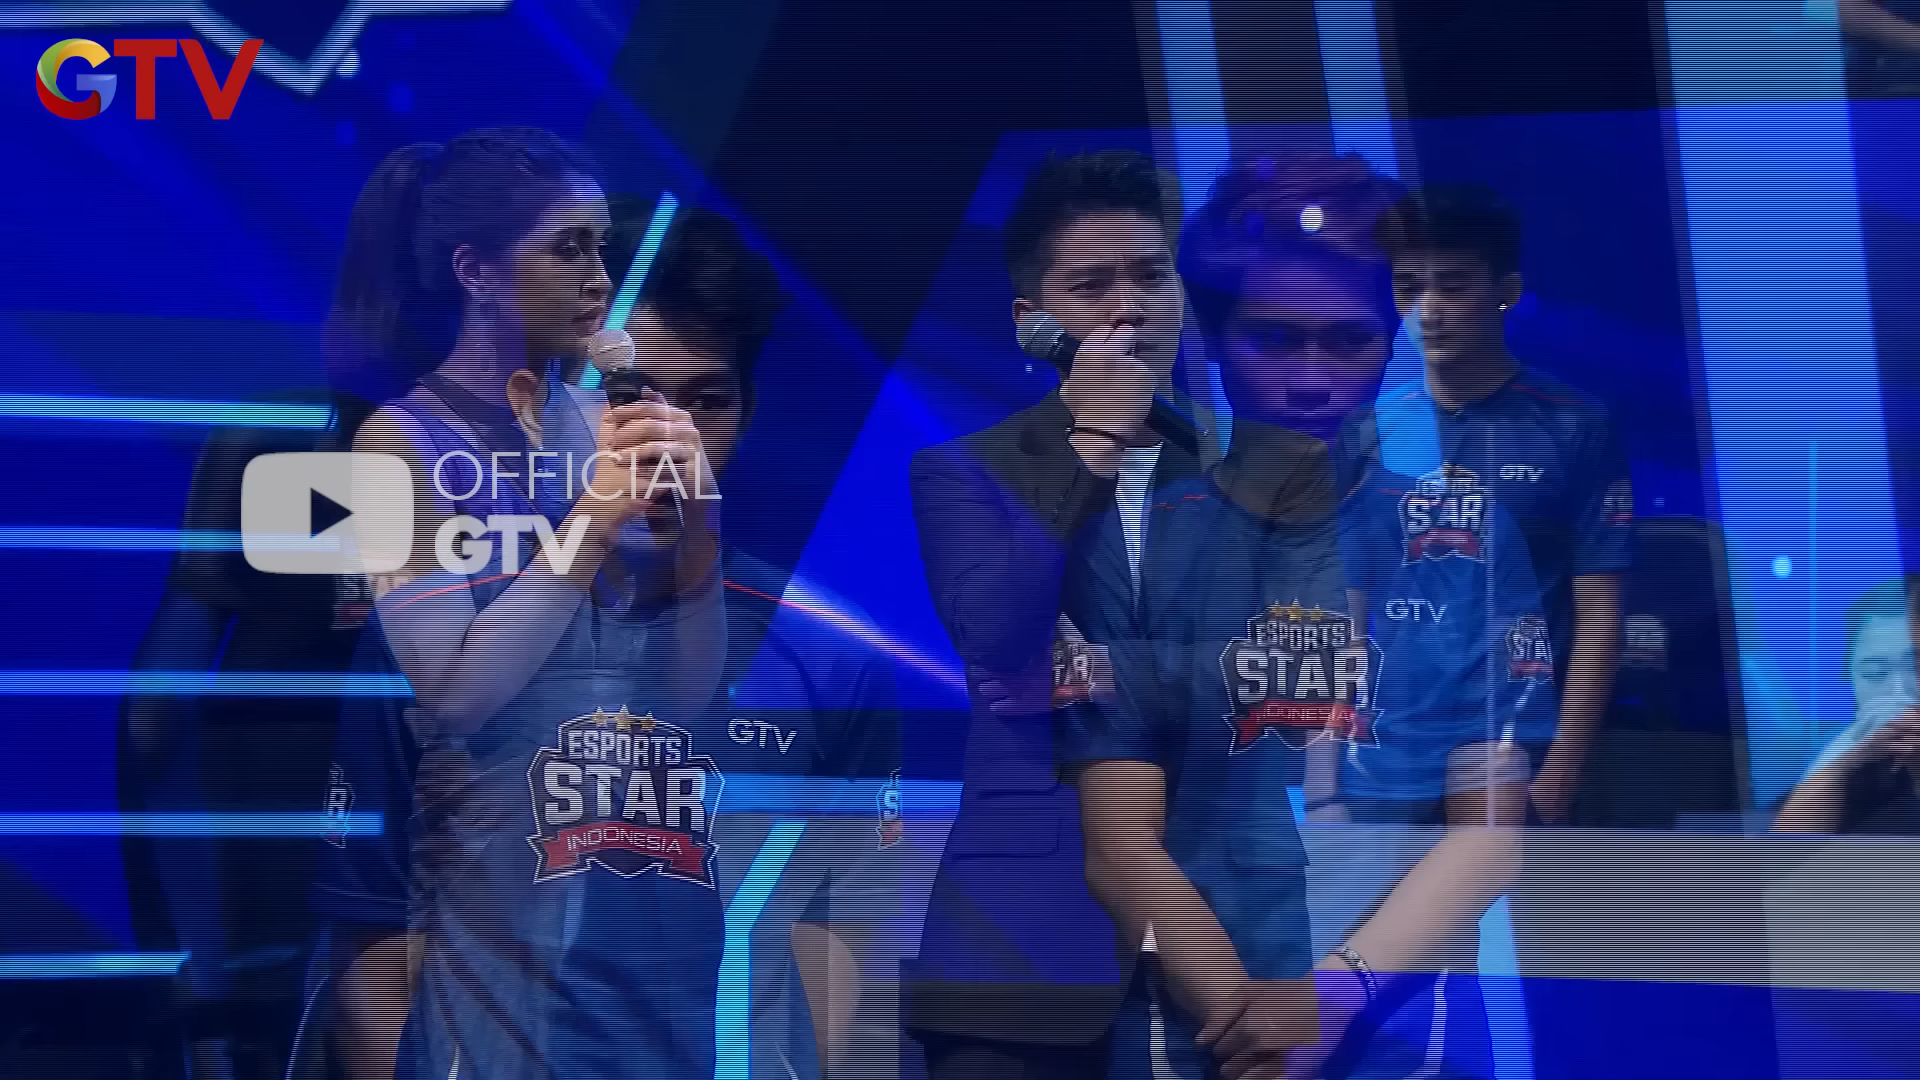 GTV
OFFICIAL
GTV
GTV
STAR
GTV
ESPORTS
STAR
INDONESIA
GTV
ESPORTS
STAR
INDONESIA